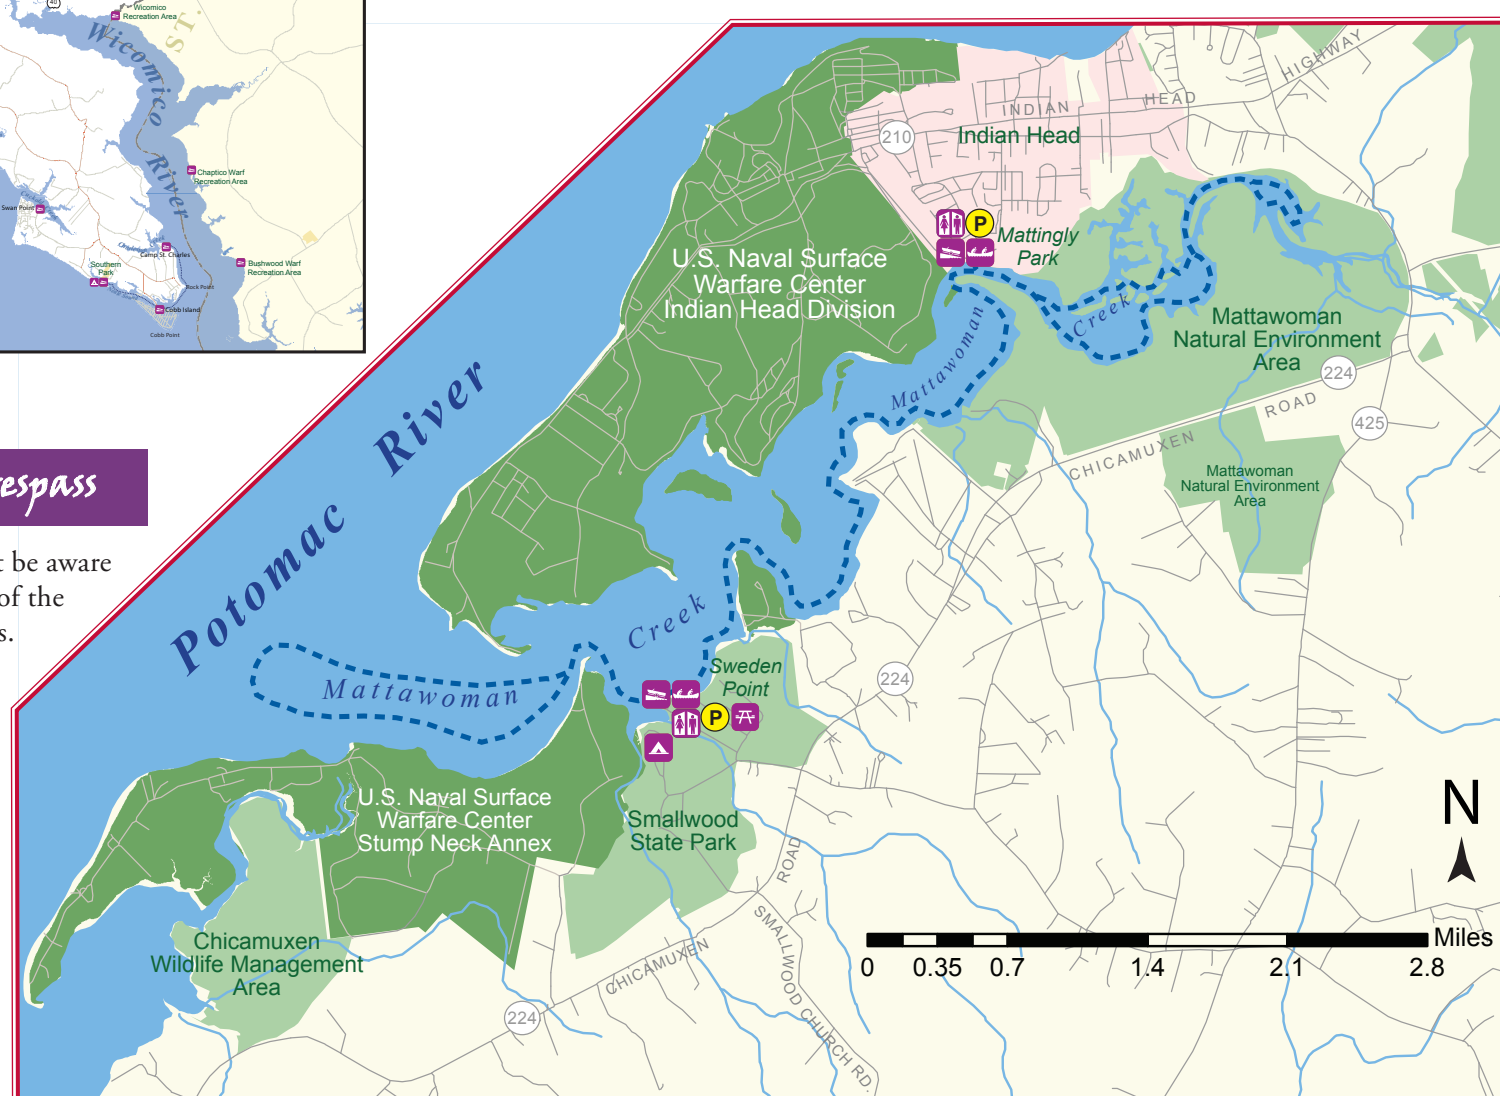 40
Wicomico
Recreation Area
ST.
Wicomico
River
Chaptico Warf
Recreation Area
Swan Point
Camp St. Charles
Southern
Park
Bushwood Warf
Recreation Area
Rock Point
Cobb Island
Cobb Point
respass
t be aware
of the
s.
Potomac River
HIGHWAY
INDIAN HEAD
210
Indian Head
P
Mattingly
Park
U.S. Naval Surface
Warfare Center
Indian Head Division
Mattawoman
Creek
Mattawoman
Natural Environment
Area
224
ROAD
425
CHICAMUXEN
Mattawoman
Natural Environment
Area
Creek
Mattawoman
Sweden
Point
P
224
U.S. Naval Surface
Warfare Center
Stump Neck Annex
Smallwood
State Park
N
ROAD
SMALLWOOD CHURCH RD.
CHICAMUXEN
224
Chicamuxen
Wildlife Management
Area
Miles
0 0.35 0.7 1.4 2.1 2.8